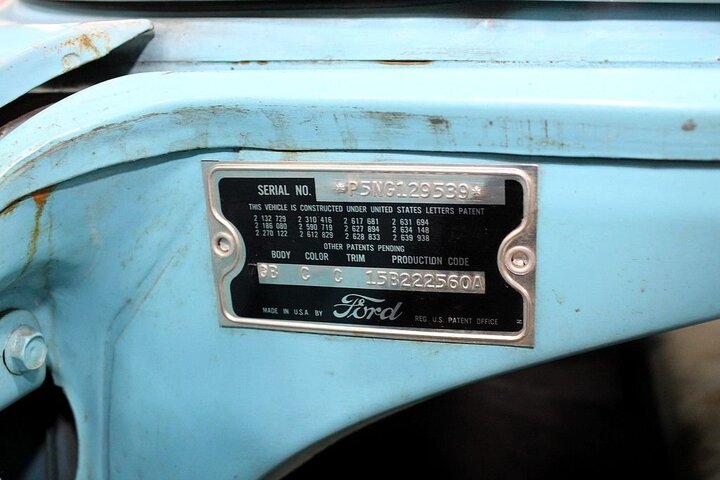 SERIAL NO. *P5NG129539*
THIS VEHICLE IS CONSTRUCTED UNDER UNITED STATES LETTERS PATENT
2 132 729 2 310 416 2 617 681 2 631 694
2 186 080 2 590 719 2 627 894 2 634 148
2 270 122 2 612 829 2 628 833 2 639 938
OTHER PATENTS PENDING
BODY COLOR TRIM PRODUCTION CODE
C C 15B222560A
MADE IN U.S.A. BY Ford REG. U.S. PATENT OFFICE